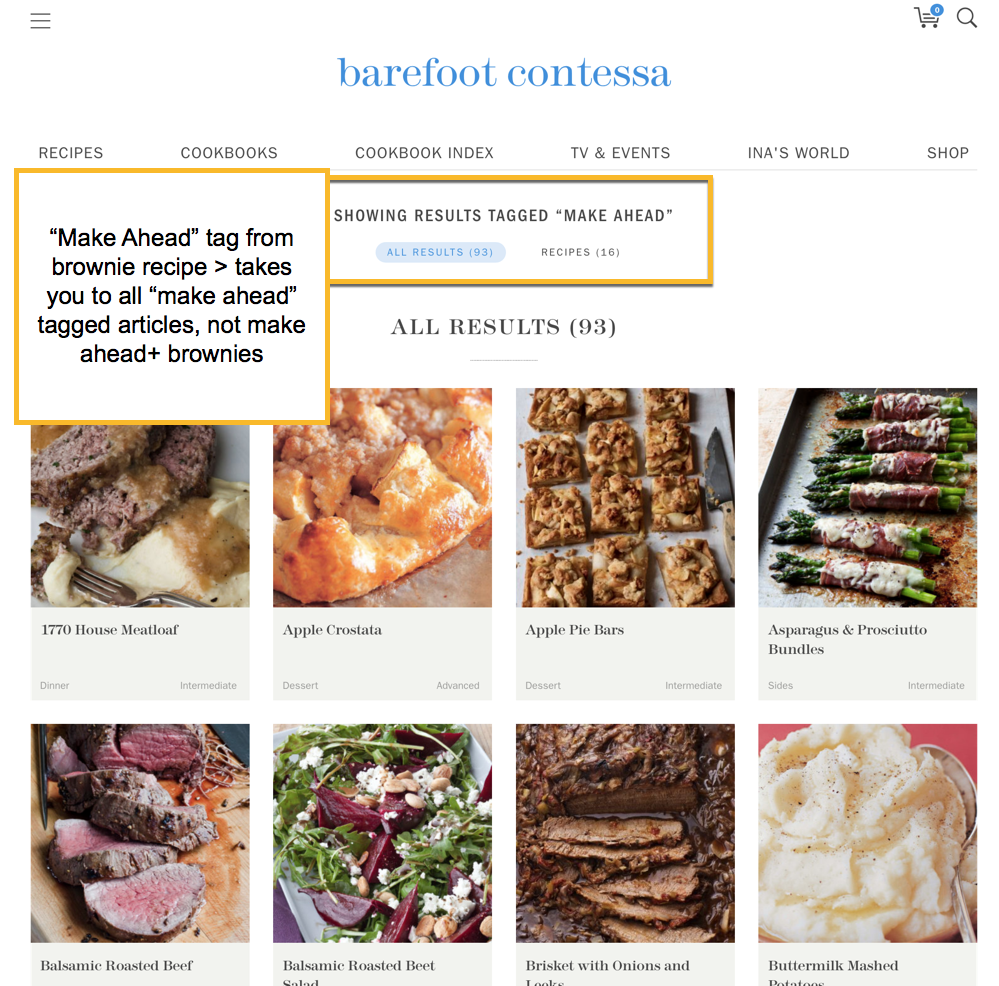 0
barefoot contessa
RECIPES COOKBOOKS COOKBOOK INDEX TV & EVENTS INA'S WORLD SHOP
“Make Ahead” tag from
brownie recipe > takes
you to all “make ahead”
tagged articles, not make
ahead+ brownies
SHOWING RESULTS TAGGED “MAKE AHEAD”
ALL RESULTS (93) RECIPES (16)
ALL RESULTS (93)
1770 House Meatloaf
Dinner Intermediate
Apple Crostata
Dessert Advanced
Apple Pie Bars
Dessert Intermediate
Asparagus & Prosciutto
Bundles
Sides Intermediate
Balsamic Roasted Beef
Balsamic Roasted Beet
Salad
Brisket with Onions and
Leeks
Buttermilk Mashed
Potatoes